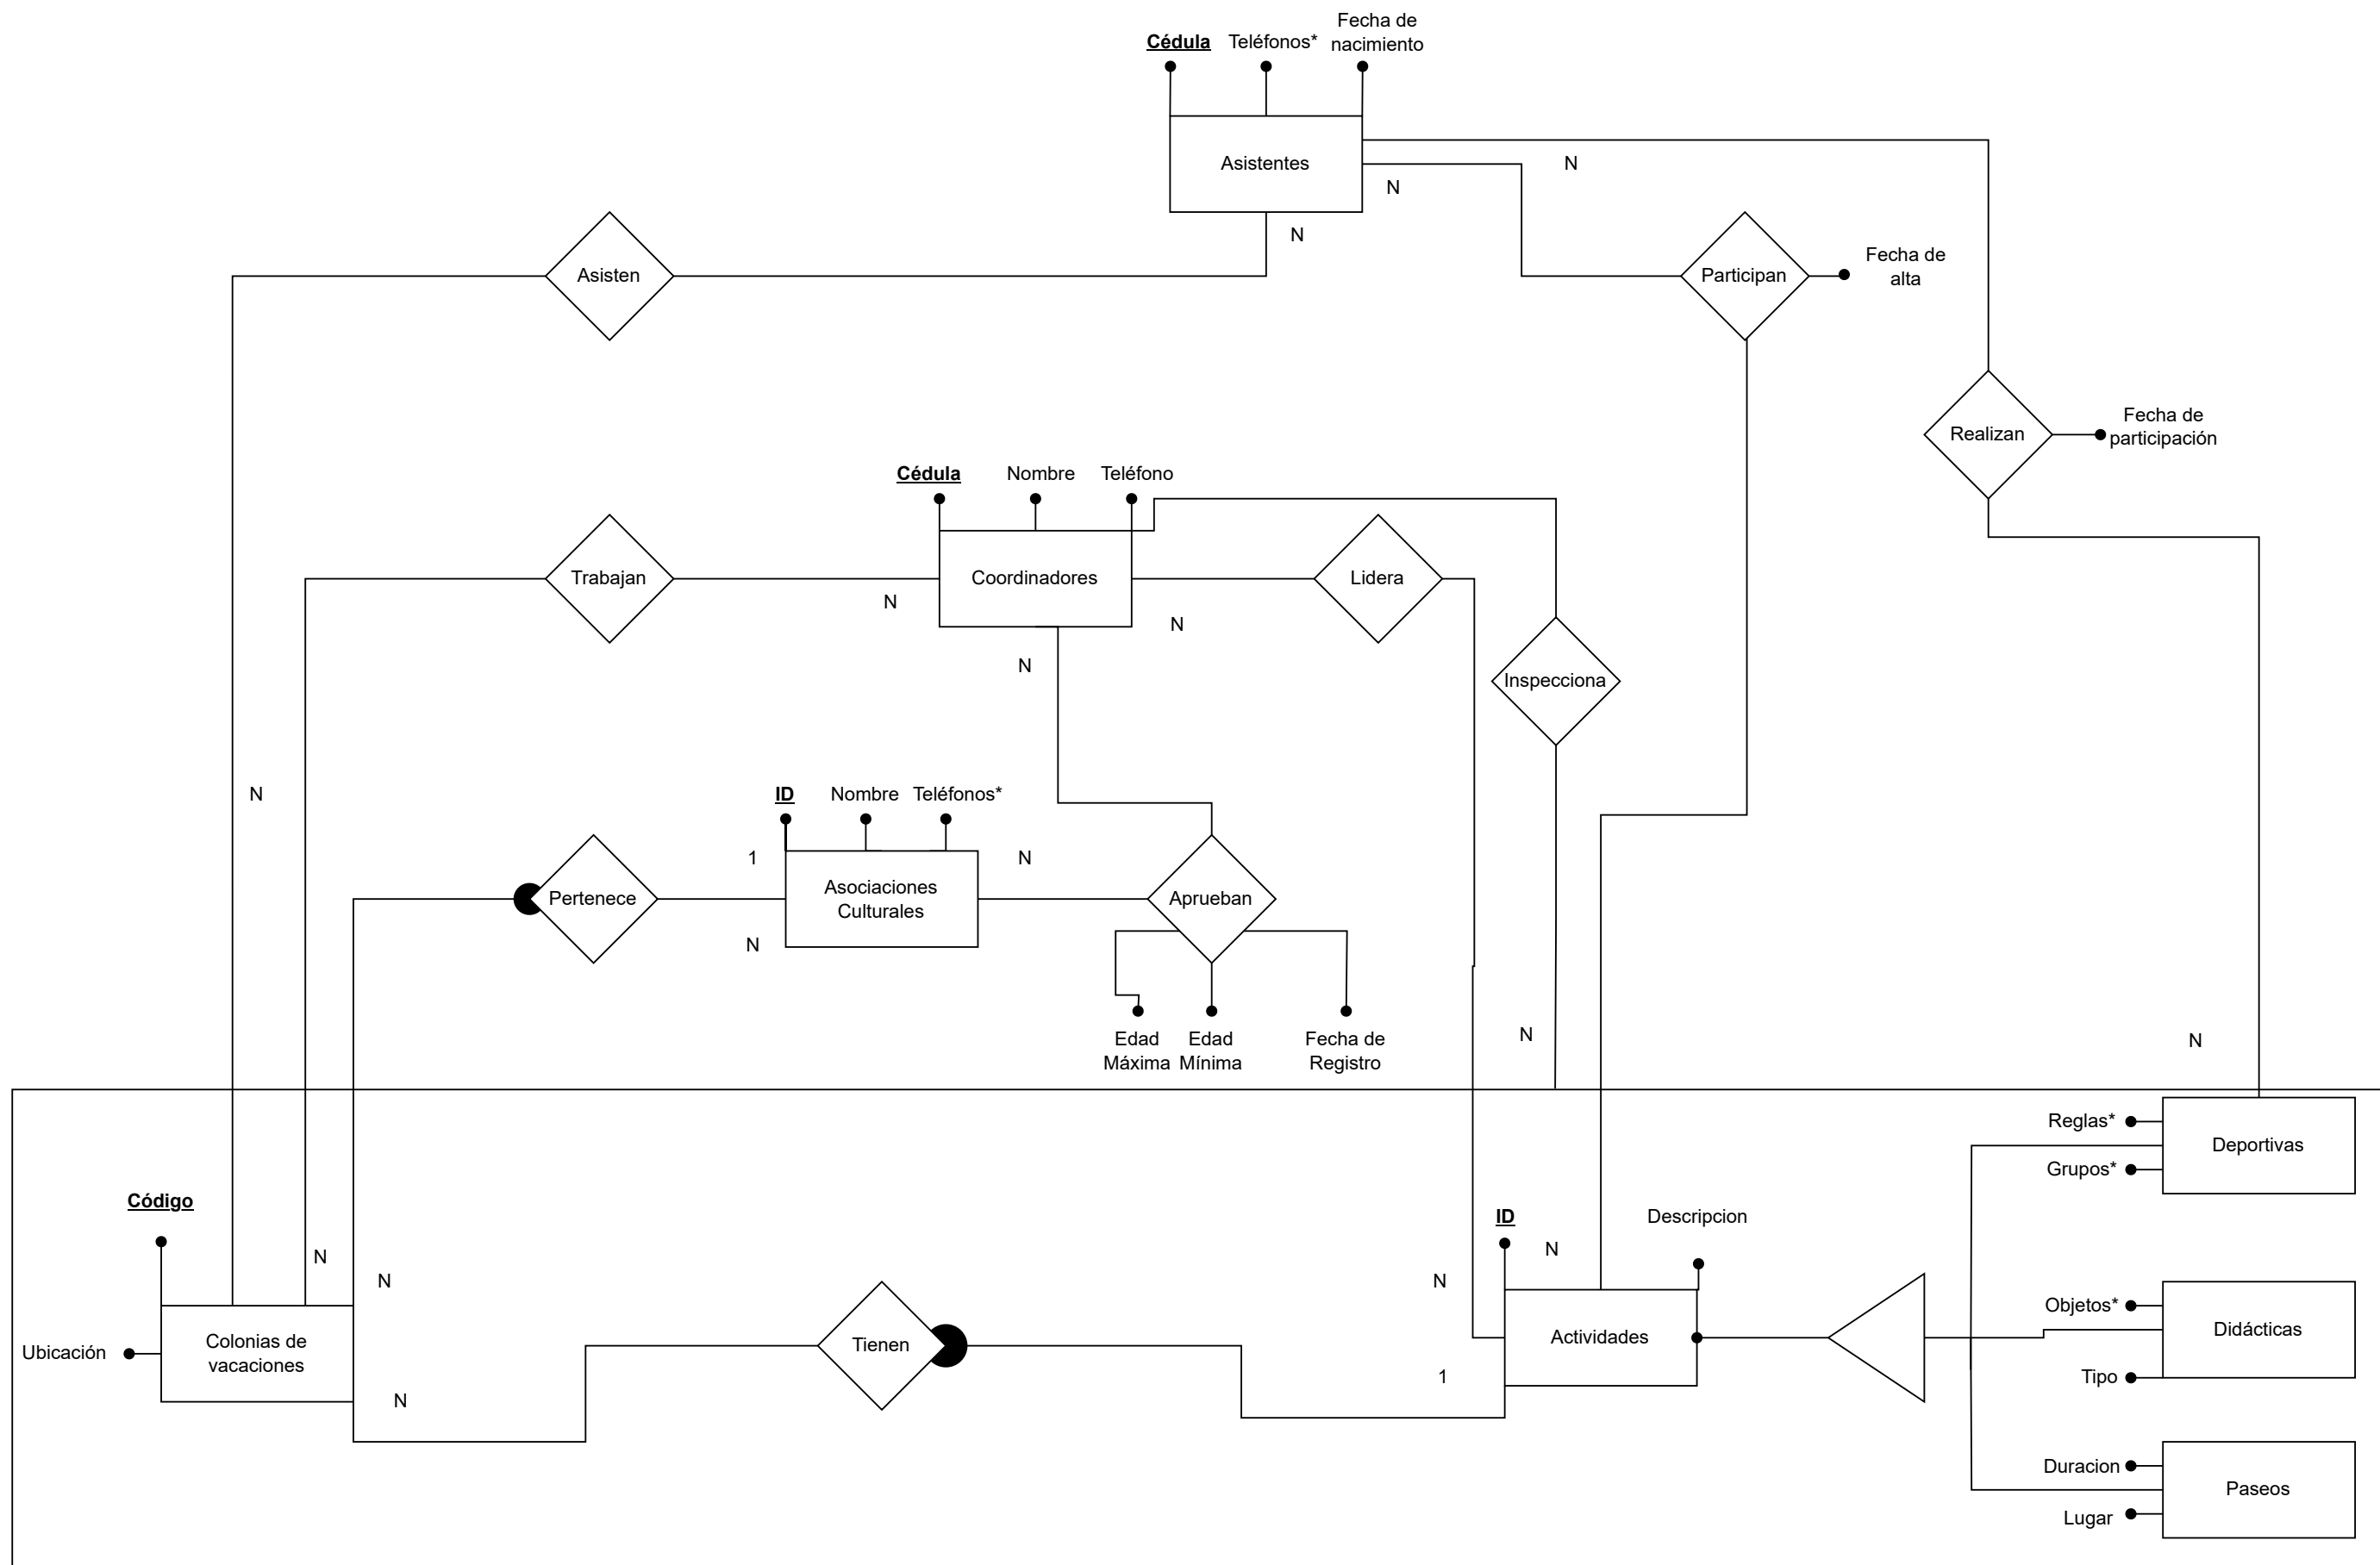 Fecha de
nacimiento
Cédula
Teléfonos*
Asistentes
N
N
N
Asisten
Participan
Fecha de
alta
Realizan
Fecha de
participación
Cédula
Nombre
Teléfono
Trabajan
Coordinadores
Lidera
N
N
N
Inspecciona
N
ID
Nombre
Teléfonos*
1
N
Pertenece
Asociaciones
Culturales
Aprueban
N
Edad
Máxima
Edad
Mínima
Fecha de
Registro
N
N
Reglas*
Deportivas
Grupos*
Código
ID
Descripcion
N
N
N
N
Objetos*
Didácticas
Colonias de
vacaciones
Ubicación
Tienen
Actividades
1
Tipo
N
Duracion
Paseos
Lugar